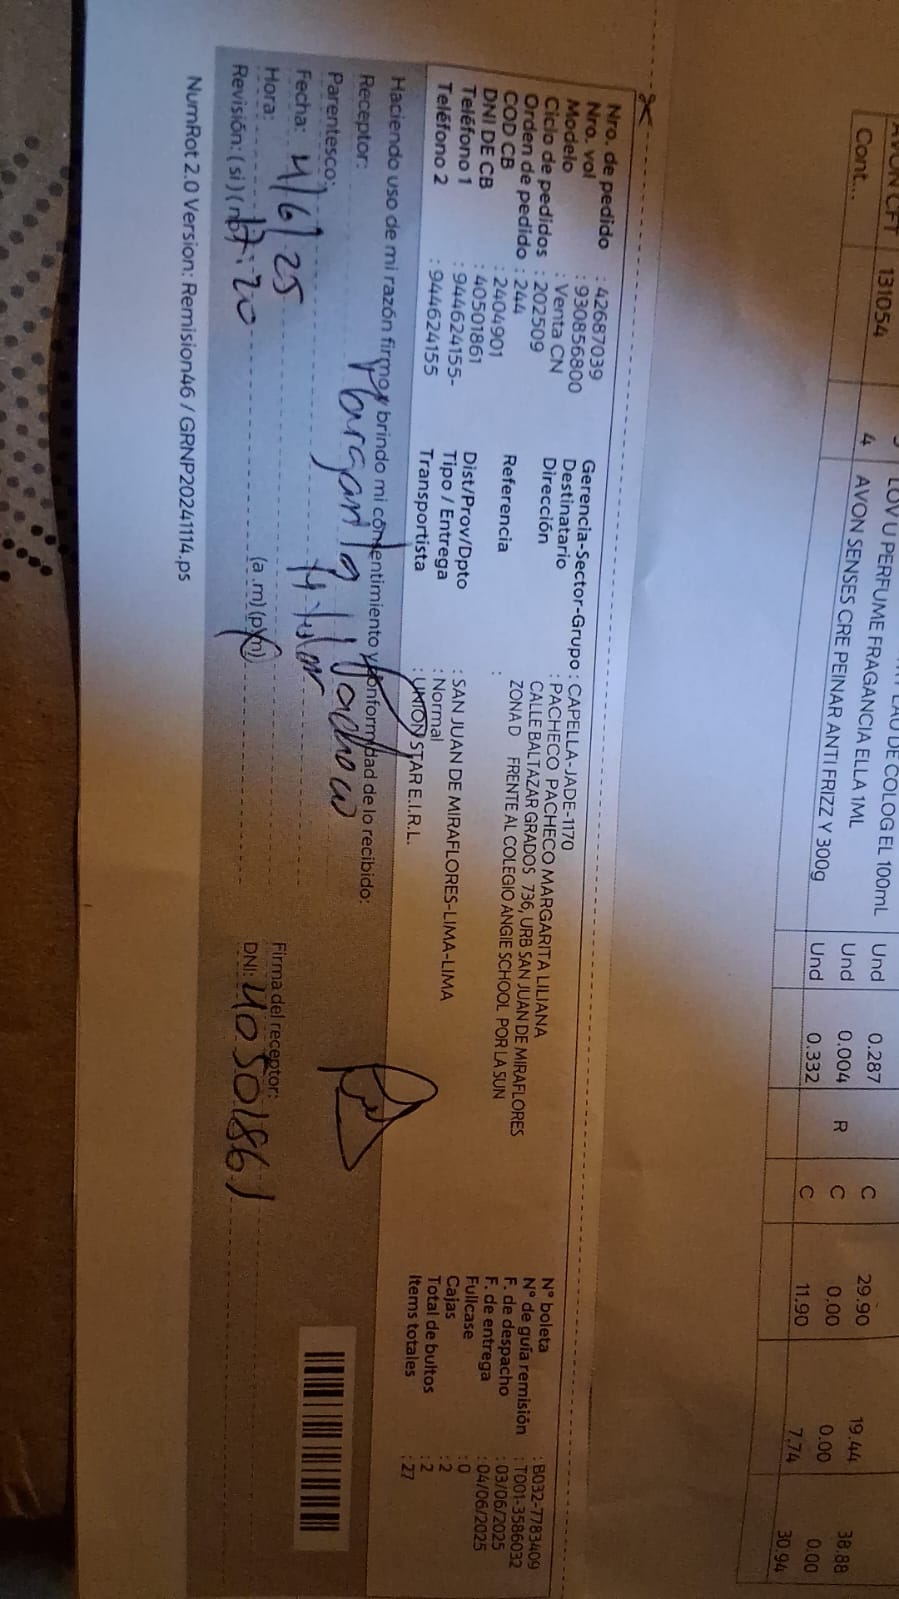 AVON CFT
131054
Cont...
4
DE COLOG EL 100mL Und 0.287 C 29.90 19.44 38.88
LOV U PERFUME FRAGANCIA ELLA 1ML Und 0.004 R C 0.00 0.00 0.00
AVON SENSES CRE PEINAR ANTI FRIZZ Y 300g Und 0.332 C 11.90 7.74 30.94
Nro. de pedido : 42687039
Nro. vol : 930856800
Modelo : Venta CN
Ciclo de pedidos : 202509
Orden de pedido : 244
COD CB : 2404901
DNI DE CB : 40501861
Teléfono 1 : 944624155-
Teléfono 2 : 944624155
Gerencia-Sector-Grupo : CAPELLA-JADE-1170
Destinatario : PACHECO PACHECO MARGARITA LILIANA
Dirección CALLE BALTAZAR GRADOS 736, URB SAN JUAN DE MIRAFLORES
ZONA D FRENTE AL COLEGIO ANGIE SCHOOL POR LA SUN
Referencia :
Dist/Prov/Dpto : SAN JUAN DE MIRAFLORES-LIMA-LIMA
Tipo / Entrega : Normal
Transportista : UNION STAR E.I.R.L.
N° boleta : B032-7783409
N° de guía remisión : T001-3586032
F. de despacho : 03/06/2025
F. de entrega : 04/06/2025
Fullcase : 0
Cajas : 2
Total de bultos : 2
Items totales : 27
Haciendo uso de mi razón firmo y brindo mi consentimiento y conformidad de lo recibido:
Receptor: Margarita Pacheco
Parentesco: titular
Fecha: 4/6/25
Hora: (a.m) (p.m)
Revisión: (si) (no)
Firma del receptor:
DNI: 40501861
NumRot 2.0 Version: Remision46 / GRNP20241114.ps